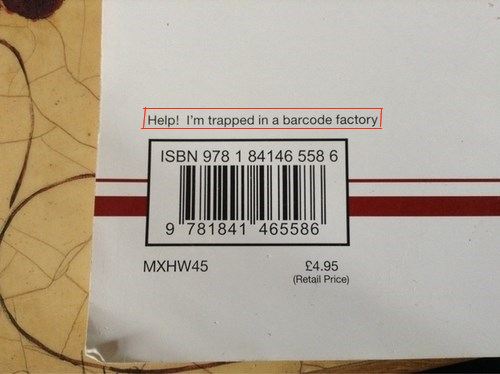 Help! I'm trapped in a barcode factory
ISBN 978 1 84146 558 6
9 781841 465586
MXHW45
£4.95
(Retail Price)